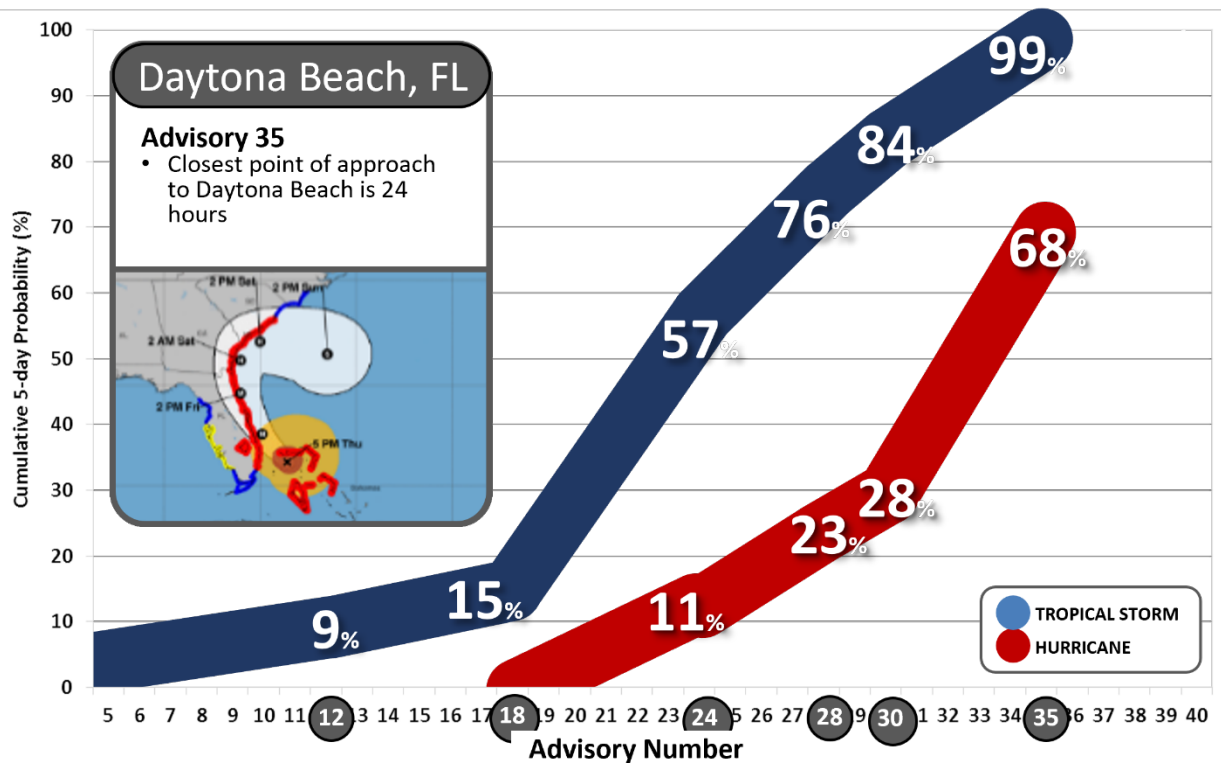 Daytona Beach, FL
Advisory 35
• Closest point of approach
to Daytona Beach is 24
hours
2 PM Sat
2 PM Sun
2 AM Sat
2 PM Fri
5 PM Thu
Cumulative 5-day Probability (%)
100
90
80
70
60
50
40
30
20
10
0
9%
15%
57%
76%
84%
99%
11%
23%
28%
68%
TROPICAL STORM
HURRICANE
5 6 7 8 9 10 11 12 13 14 15 16 17 18 19 20 21 22 23 24 5 26 27 28 9 30 1 32 33 34 35 36 37 38 39 40
Advisory Number